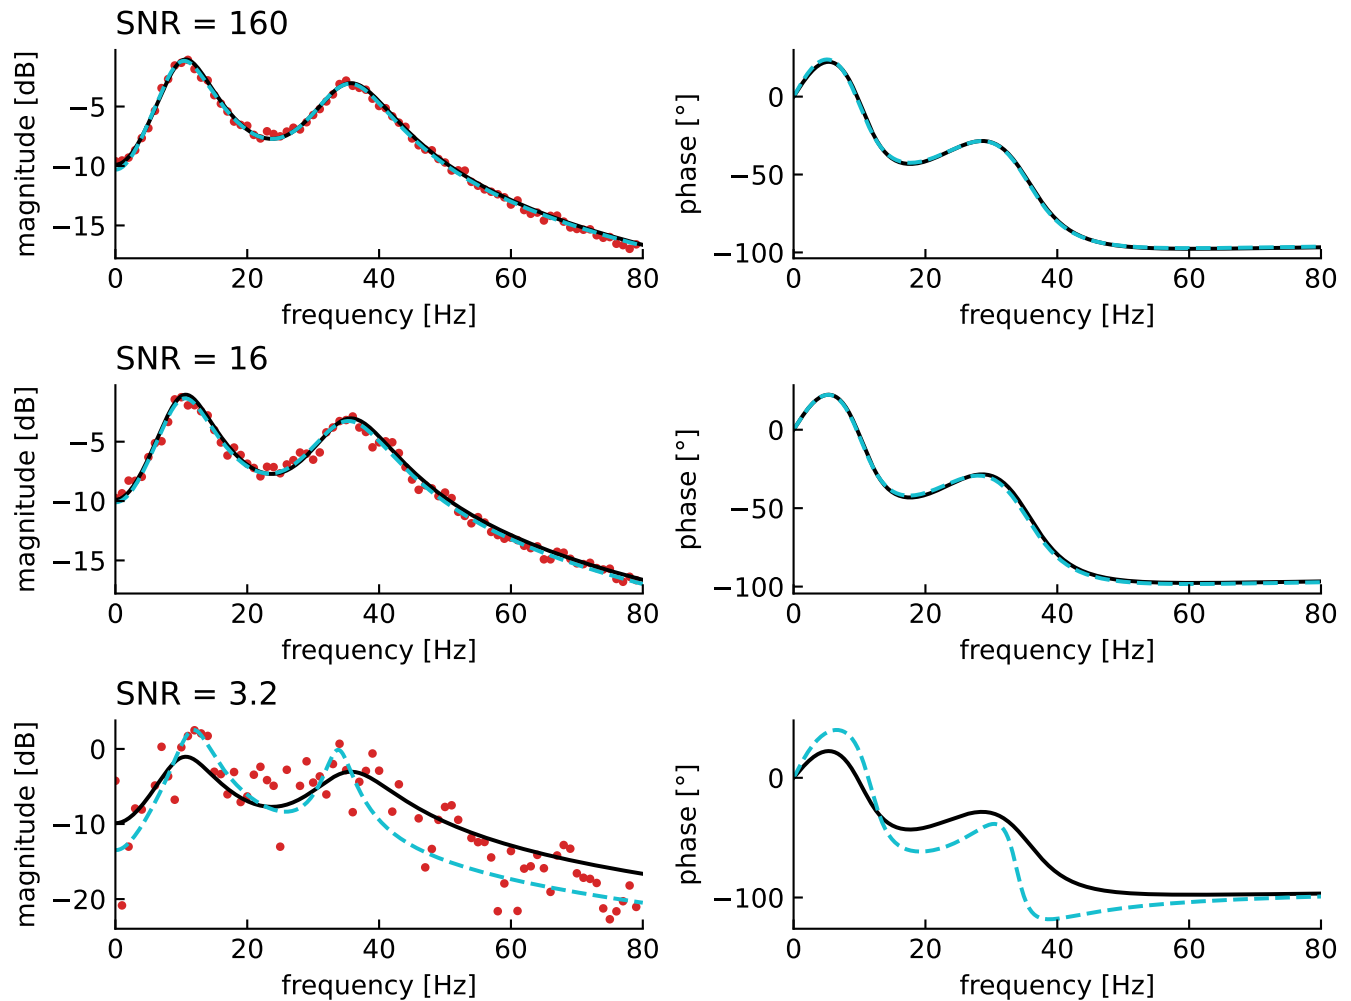 SNR = 160
magnitude [dB]
−5
−10
−15
0 20 40 60 80
frequency [Hz]
phase [°]
0
−50
−100
0 20 40 60 80
frequency [Hz]
SNR = 16
magnitude [dB]
−5
−10
−15
0 20 40 60 80
frequency [Hz]
phase [°]
0
−50
−100
0 20 40 60 80
frequency [Hz]
SNR = 3.2
magnitude [dB]
0
−10
−20
0 20 40 60 80
frequency [Hz]
phase [°]
0
−100
0 20 40 60 80
frequency [Hz]